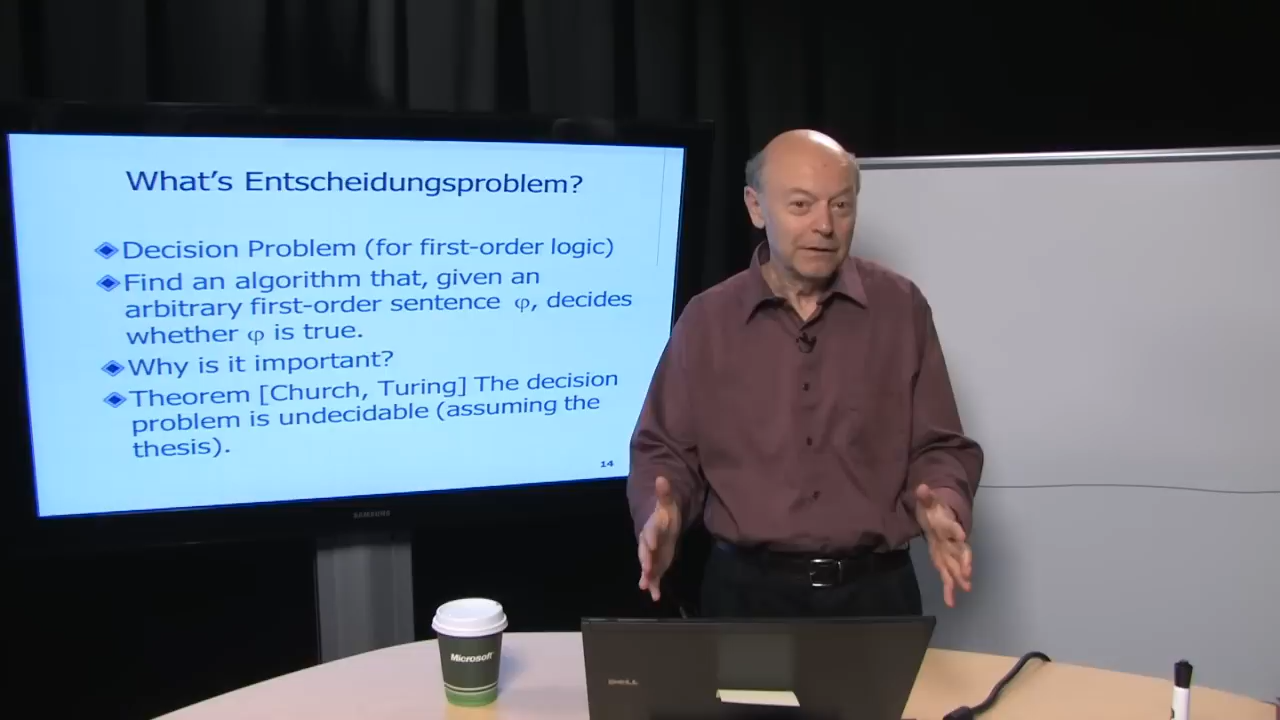 What's Entscheidungsproblem?
Decision Problem (for first-order logic)
Find an algorithm that, given an
arbitrary first-order sentence φ, decides
whether φ is true.
Why is it important?
Theorem [Church, Turing] The decision
problem is undecidable (assuming the
thesis).
14
SAMSUNG
Microsoft
DELL